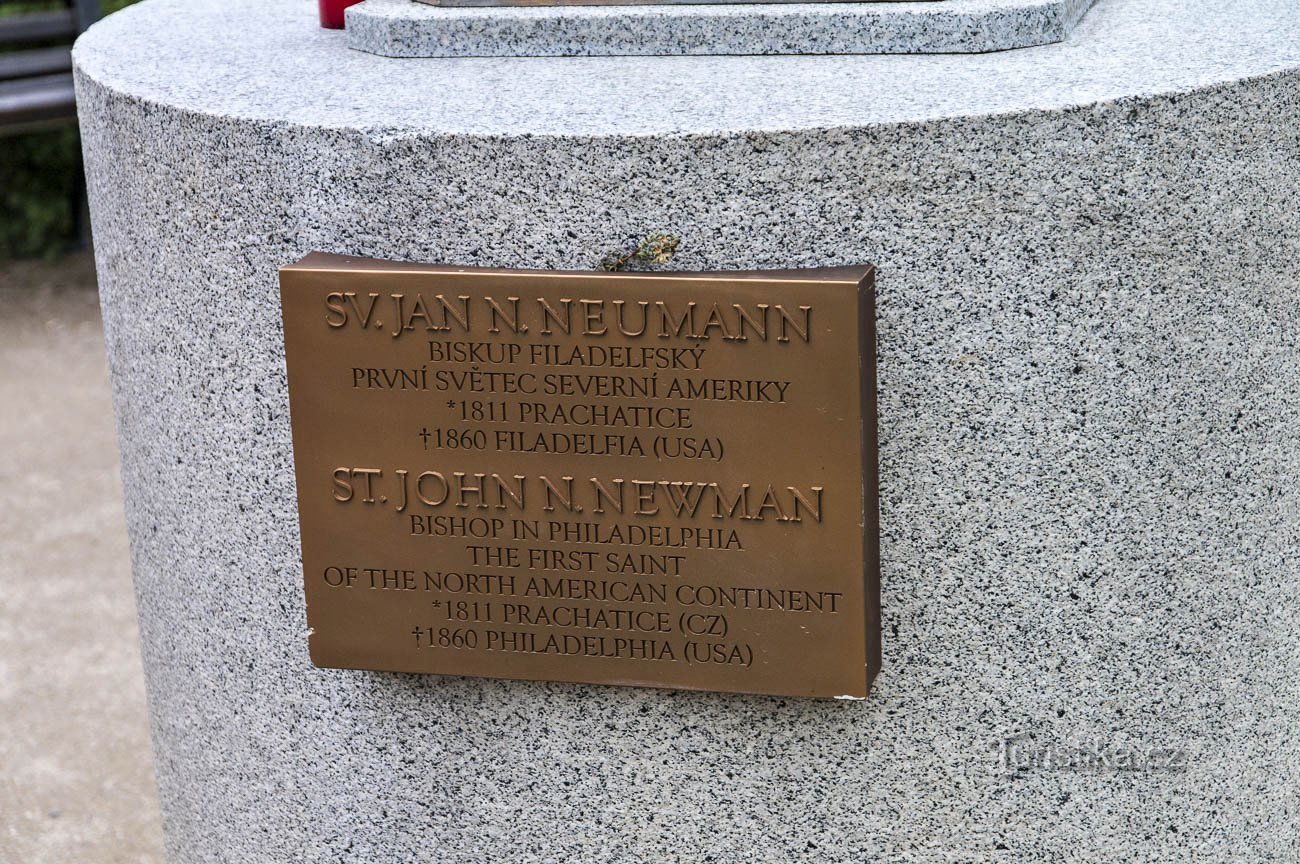 SV. JAN N. NEUMANN
BISKUP FILADELFSKÝ
PRVNÍ SVĚTEC SEVERNÍ AMERIKY
*1811 PRACHATICE
†1860 FILADELFIA (USA)
ST. JOHN N. NEWMAN
BISHOP IN PHILADELPHIA
THE FIRST SAINT
OF THE NORTH AMERICAN CONTINENT
*1811 PRACHATICE (CZ)
†1860 PHILADELPHIA (USA)
Turistika.cz